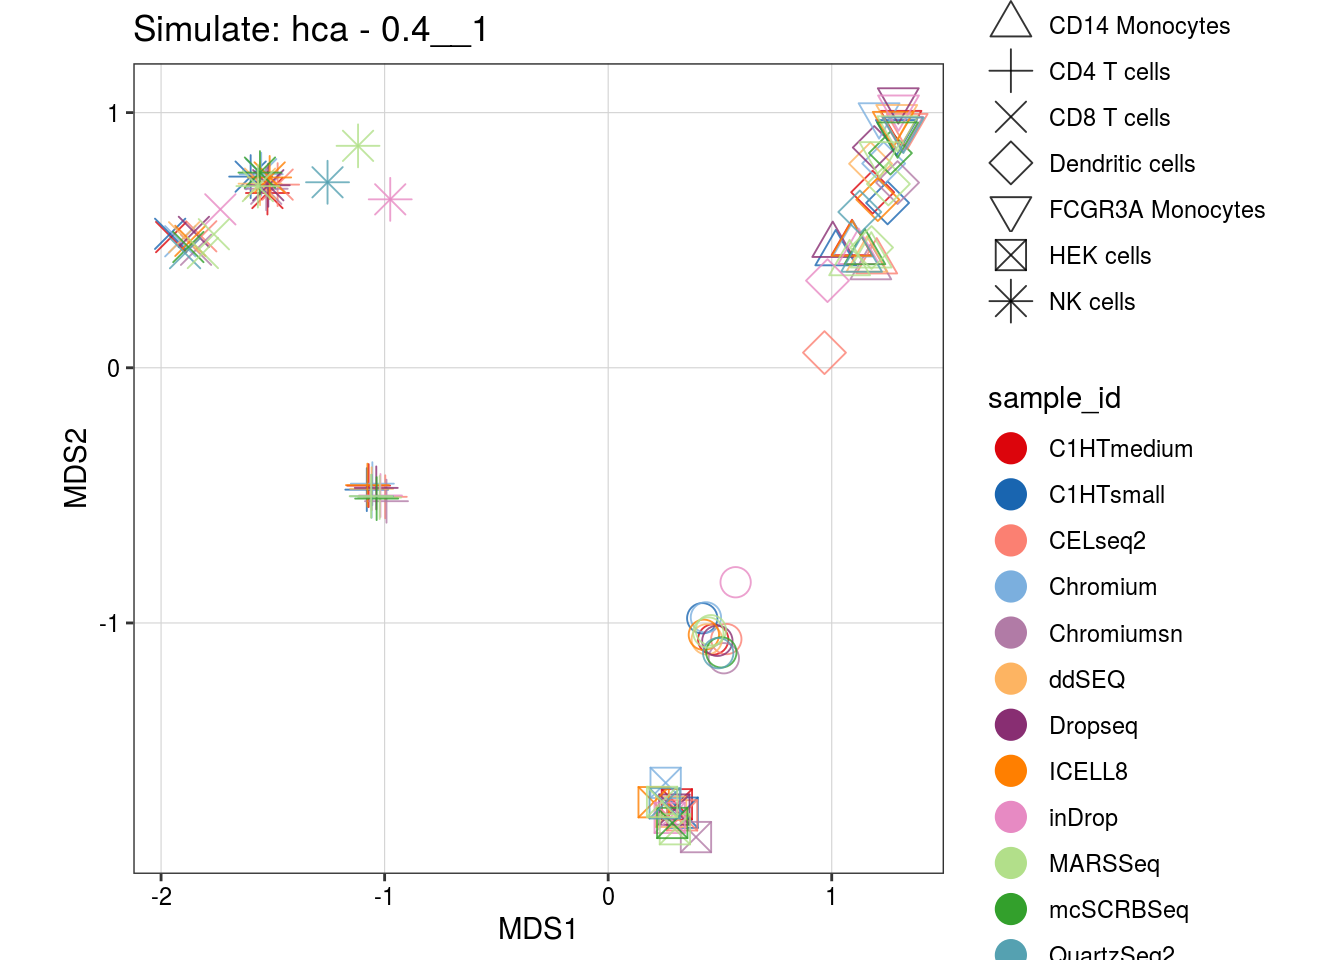 Simulate: hca - 0.4__1
MDS2
1
0
-1
-2
-1
0
1
MDS1
CD14 Monocytes
CD4 T cells
CD8 T cells
Dendritic cells
FCGR3A Monocytes
HEK cells
NK cells
sample_id
C1HTmedium
C1HTsmall
CELseq2
Chromium
Chromiumsn
ddSEQ
Dropseq
ICELL8
inDrop
MARSSeq
mcSCRBSeq
QuartzSeq2